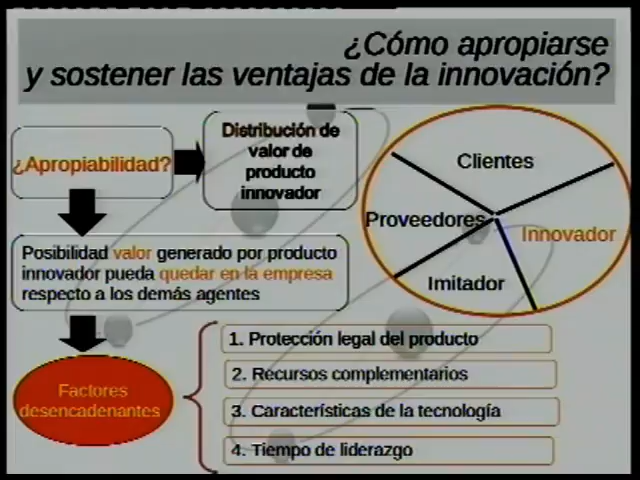 ¿Cómo apropiarse
y sostener las ventajas de la innovación?
¿Apropiabilidad?
Distribución de
valor de
producto
innovador
Clientes
Proveedores
Innovador
Imitador
Posibilidad valor generado por producto
innovador pueda quedar en la empresa
respecto a los demás agentes
Factores
desencadenantes
1. Protección legal del producto
2. Recursos complementarios
3. Características de la tecnología
4. Tiempo de liderazgo